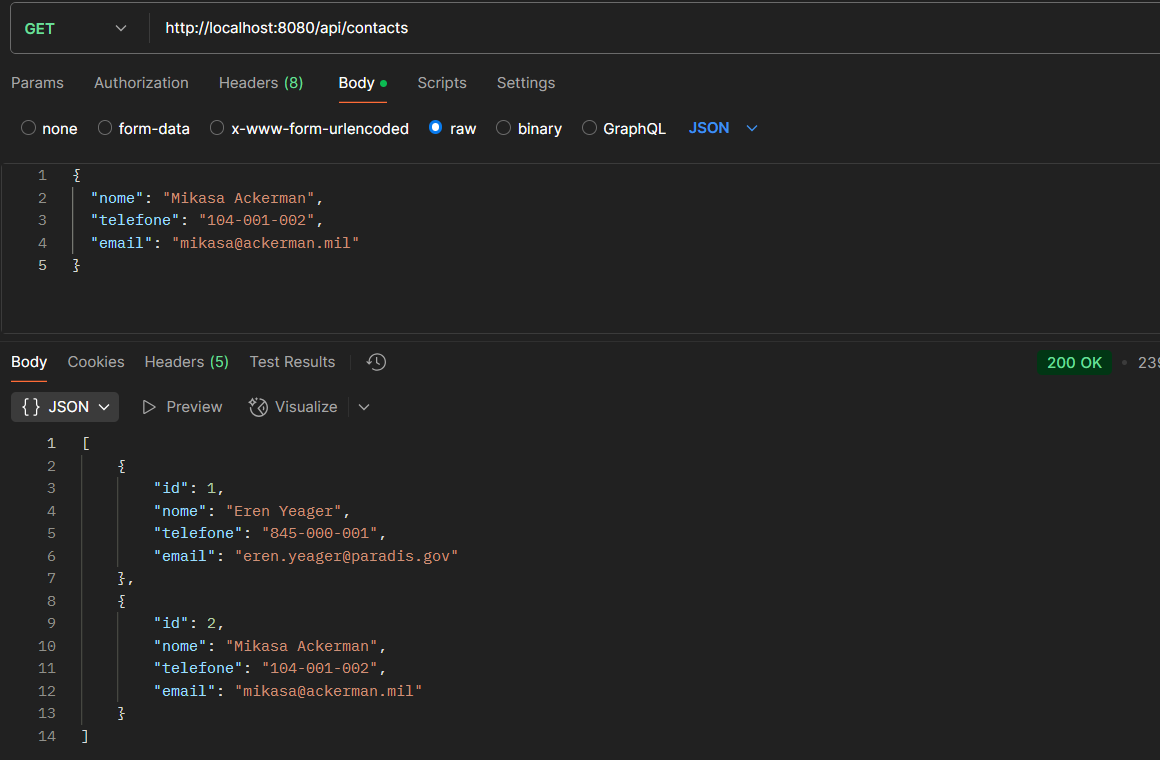 GET http://localhost:8080/api/contacts
Params Authorization Headers (8) Body Scripts Settings
none form-data x-www-form-urlencoded raw binary GraphQL JSON
1 {
2 "nome": "Mikasa Ackerman",
3 "telefone": "104-001-002",
4 "email": "mikasa@ackerman.mil"
5 }
Body Cookies Headers (5) Test Results 200 OK • 239
{} JSON Preview Visualize
1 [
2 {
3 "id": 1,
4 "nome": "Eren Yeager",
5 "telefone": "845-000-001",
6 "email": "eren.yeager@paradis.gov"
7 },
8 {
9 "id": 2,
10 "nome": "Mikasa Ackerman",
11 "telefone": "104-001-002",
12 "email": "mikasa@ackerman.mil"
13 }
14 ]